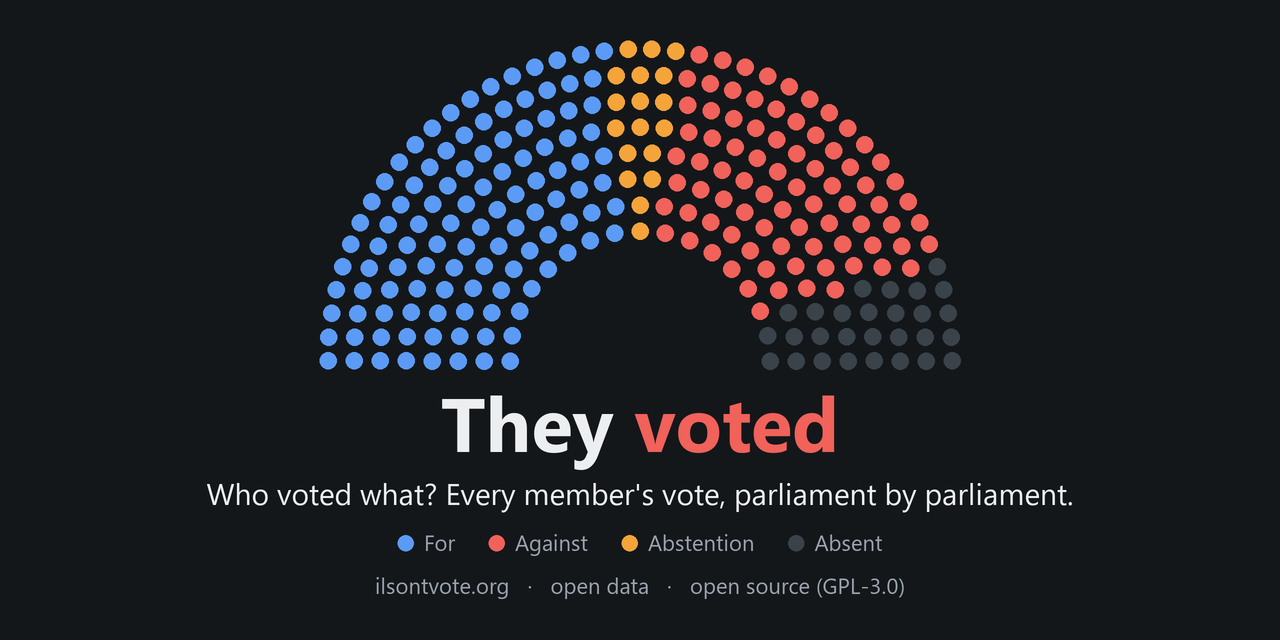 They voted
Who voted what? Every member's vote, parliament by parliament.
For Against Abstention Absent
ilsontvote.org · open data · open source (GPL-3.0)